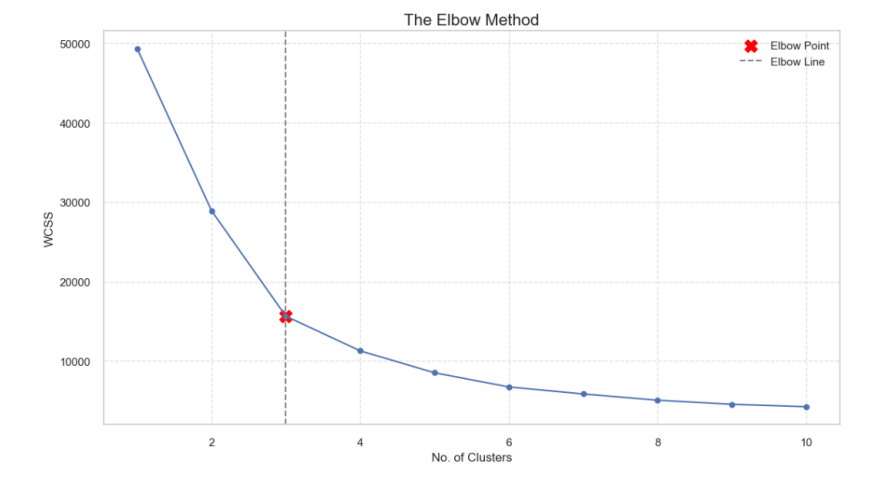 The Elbow Method
Elbow Point
Elbow Line
50000
40000
30000
20000
10000
WCSS
2 4 6 8 10
No. of Clusters